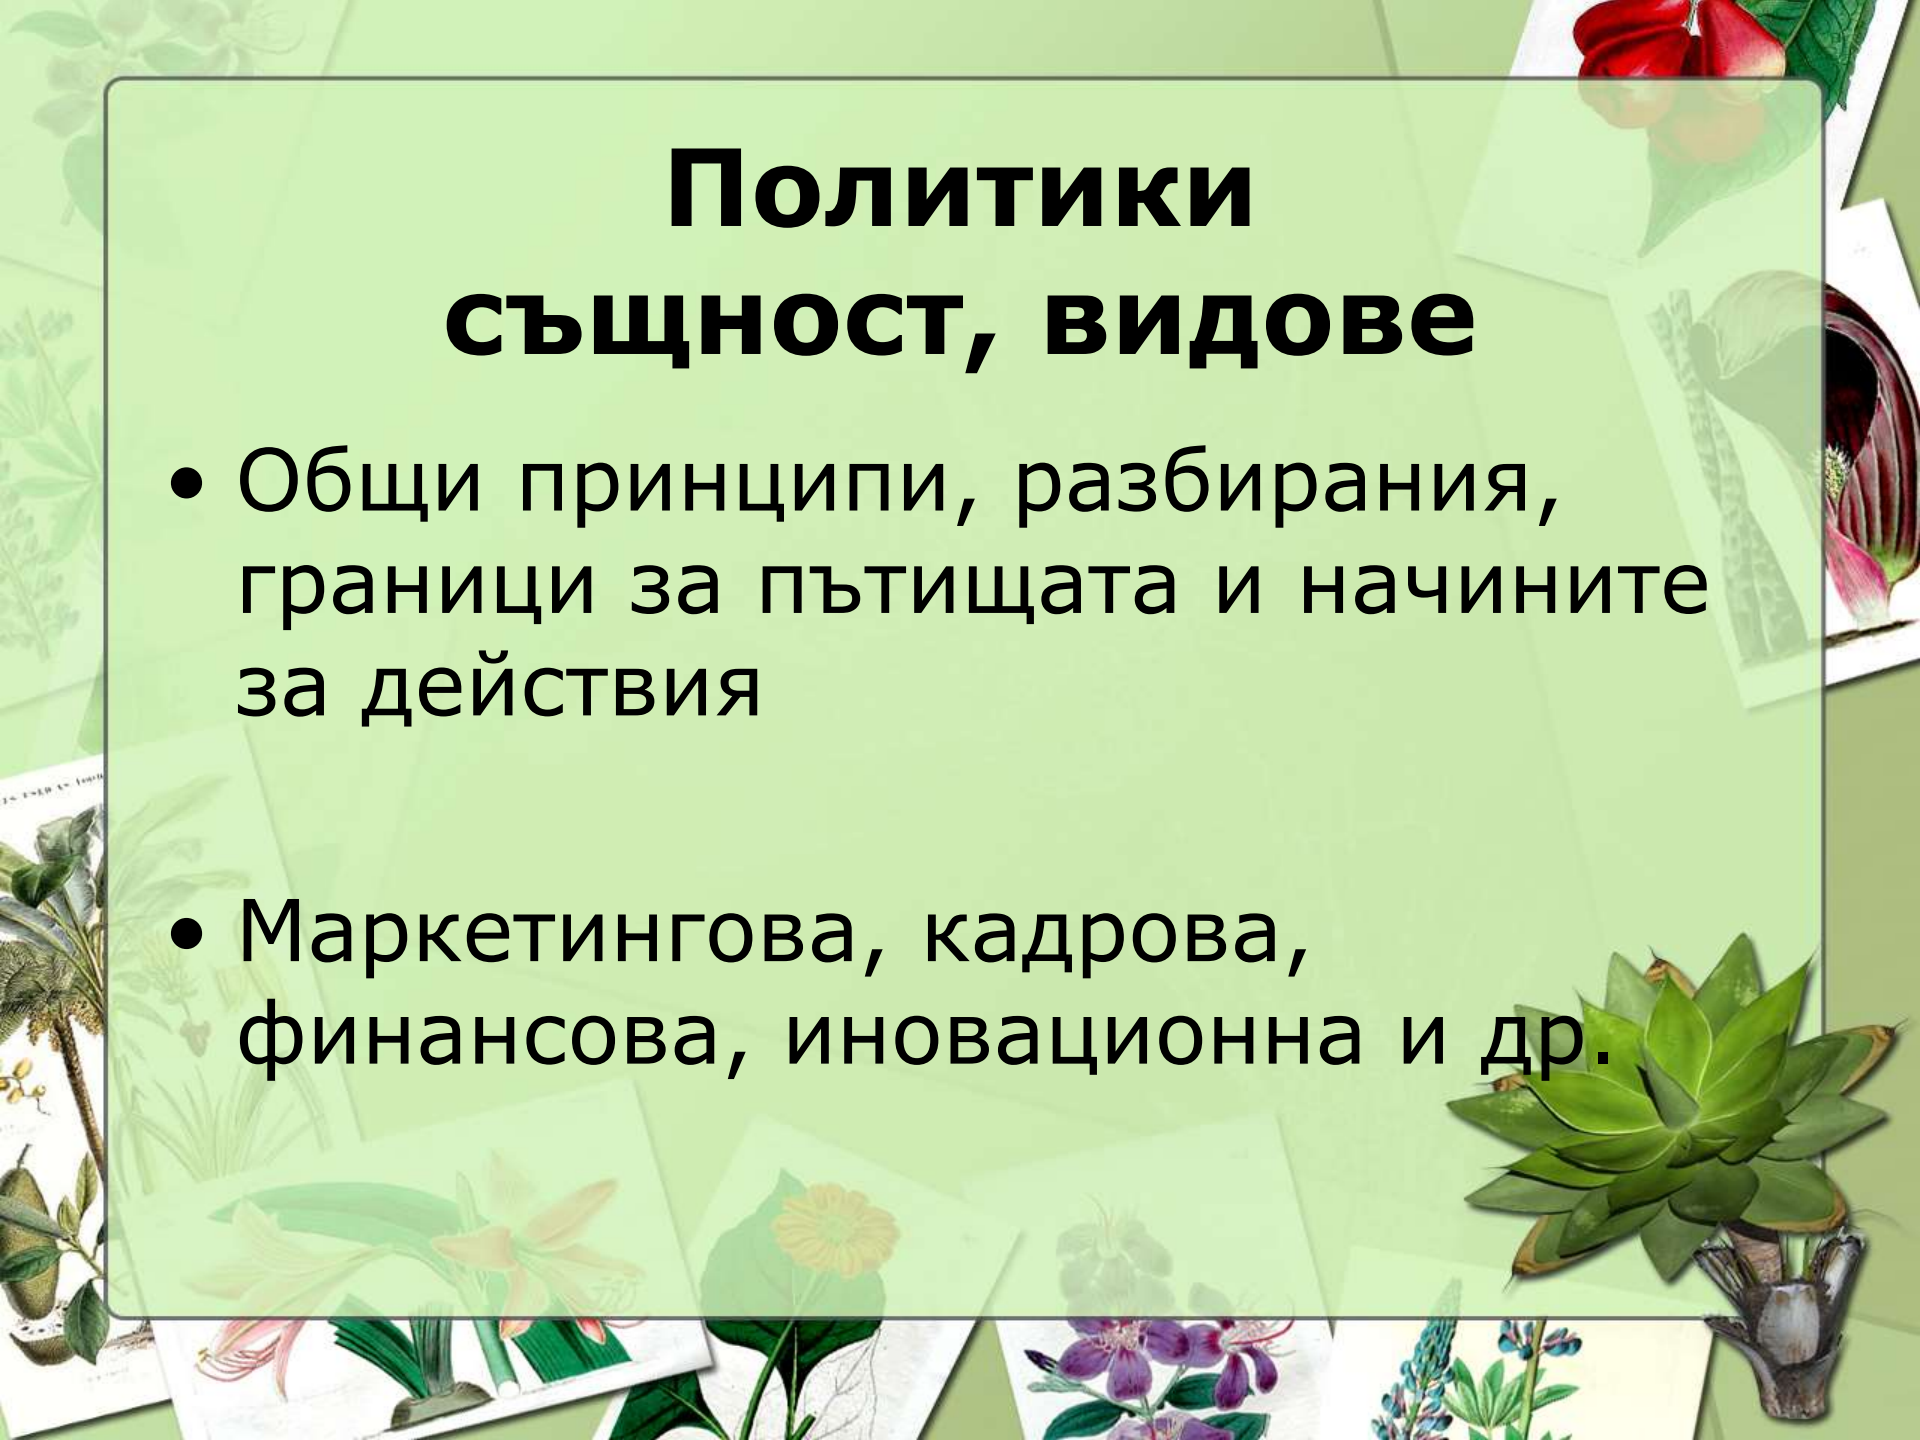 Политики
същност, видове
• Общи принципи, разбирания,
граници за пътищата и начините
за действия
• Маркетингова, кадрова,
финансова, иновационна и др.